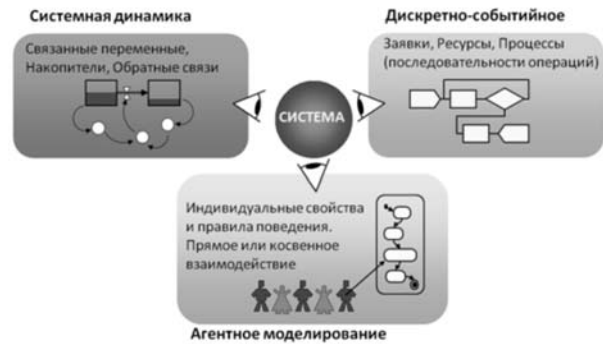 Системная динамика
Связанные переменные,
Накопители, Обратные связи
Дискретно-событийное
Заявки, Ресурсы, Процессы
(последовательности операций)
СИСТЕМА
Индивидуальные свойства
и правила поведения.
Прямое или косвенное
взаимодействие
Агентное моделирование